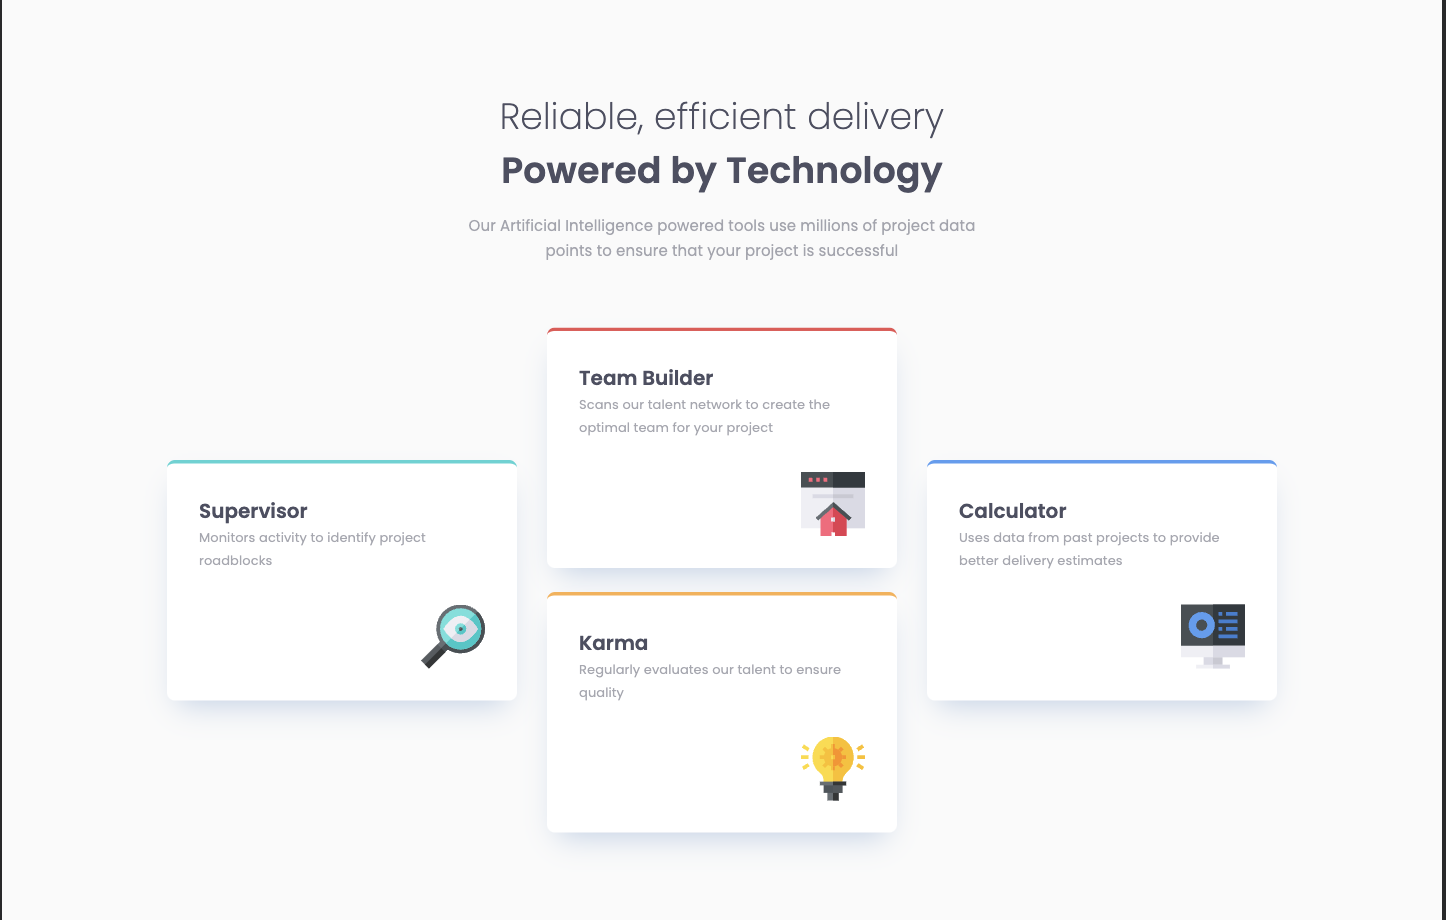 Reliable, efficient delivery
Powered by Technology
Our Artificial Intelligence powered tools use millions of project data
points to ensure that your project is successful
Team Builder
Scans our talent network to create the
optimal team for your project
Supervisor
Monitors activity to identify project
roadblocks
Calculator
Uses data from past projects to provide
better delivery estimates
Karma
Regularly evaluates our talent to ensure
quality